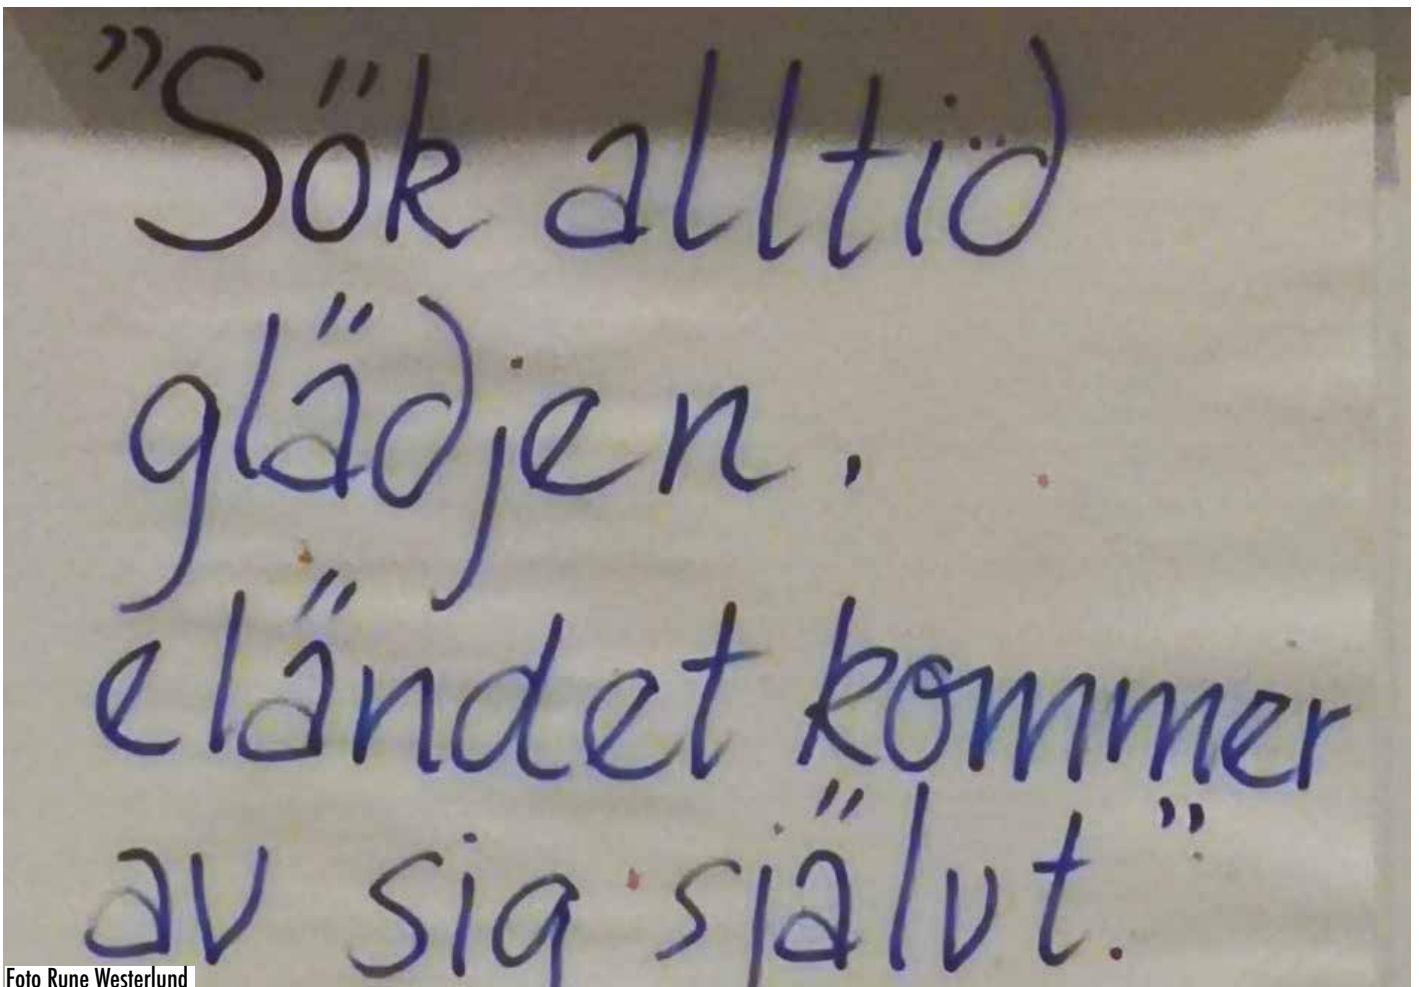 ”Sök alltid
glädjen.
eländet kommer
av sig självt.”
Foto Rune Westerlund